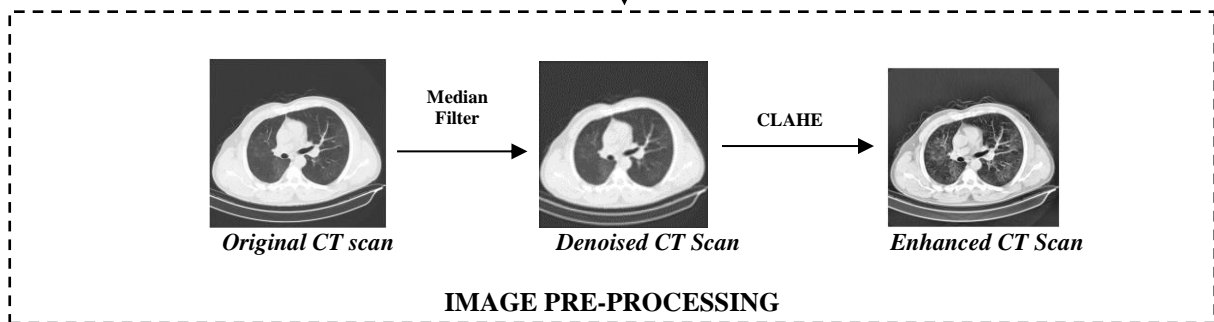 Median
Filter
CLAHE
Original CT scan
Denoised CT Scan
Enhanced CT Scan
IMAGE PRE-PROCESSING